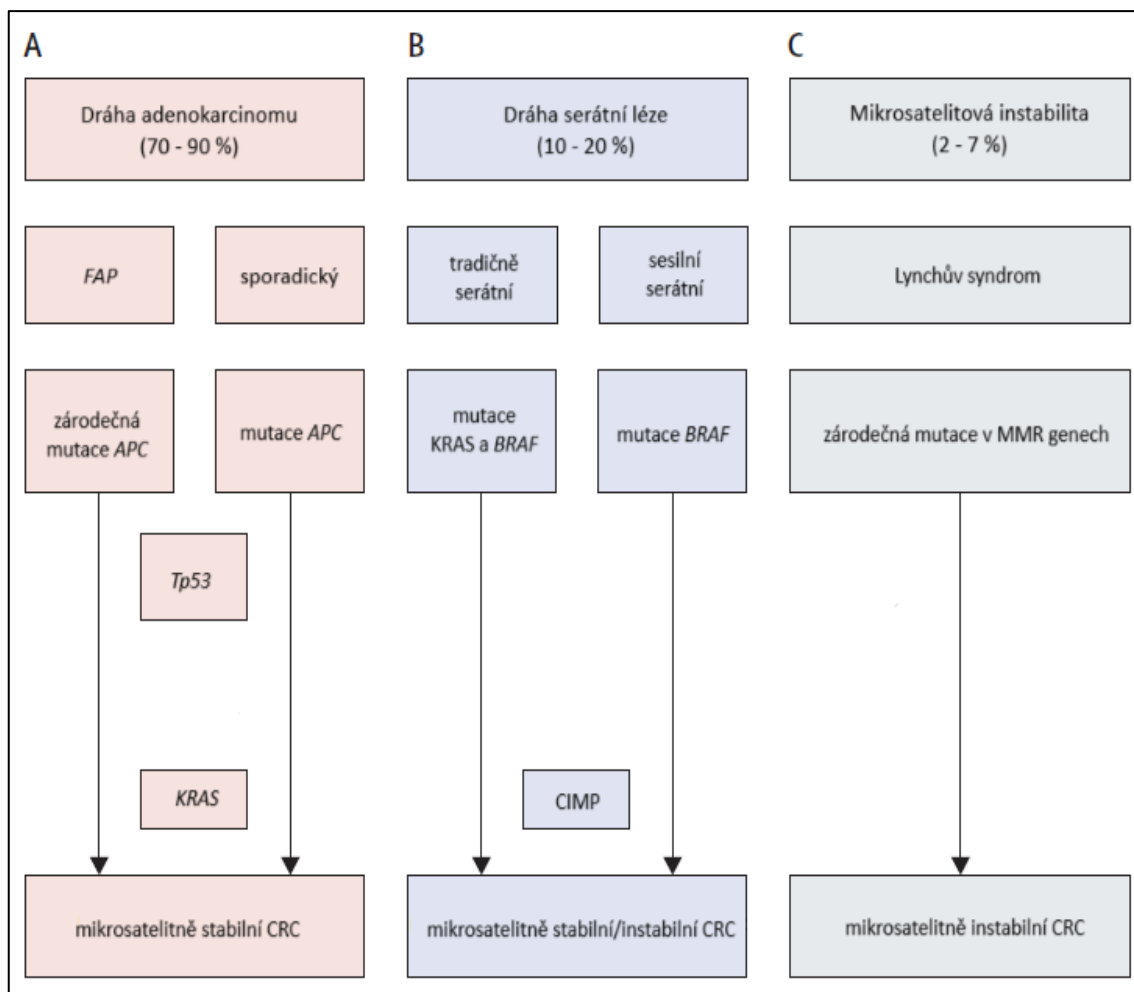 A
B
C
Dráha adenokarcinomu
(70 - 90 %)
Dráha serátní léze
(10 - 20 %)
Mikrosatelitová instabilita
(2 - 7 %)
FAP
sporadický
tradičně
serátní
sesilní
serátní
Lynchův syndrom
zárodečná
mutace APC
mutace APC
mutace
KRAS a BRAF
mutace BRAF
zárodečná mutace v MMR genech
Tp53
KRAS
CIMP
mikrosatelitně stabilní CRC
mikrosatelitně stabilní/instabilní CRC
mikrosatelitně instabilní CRC